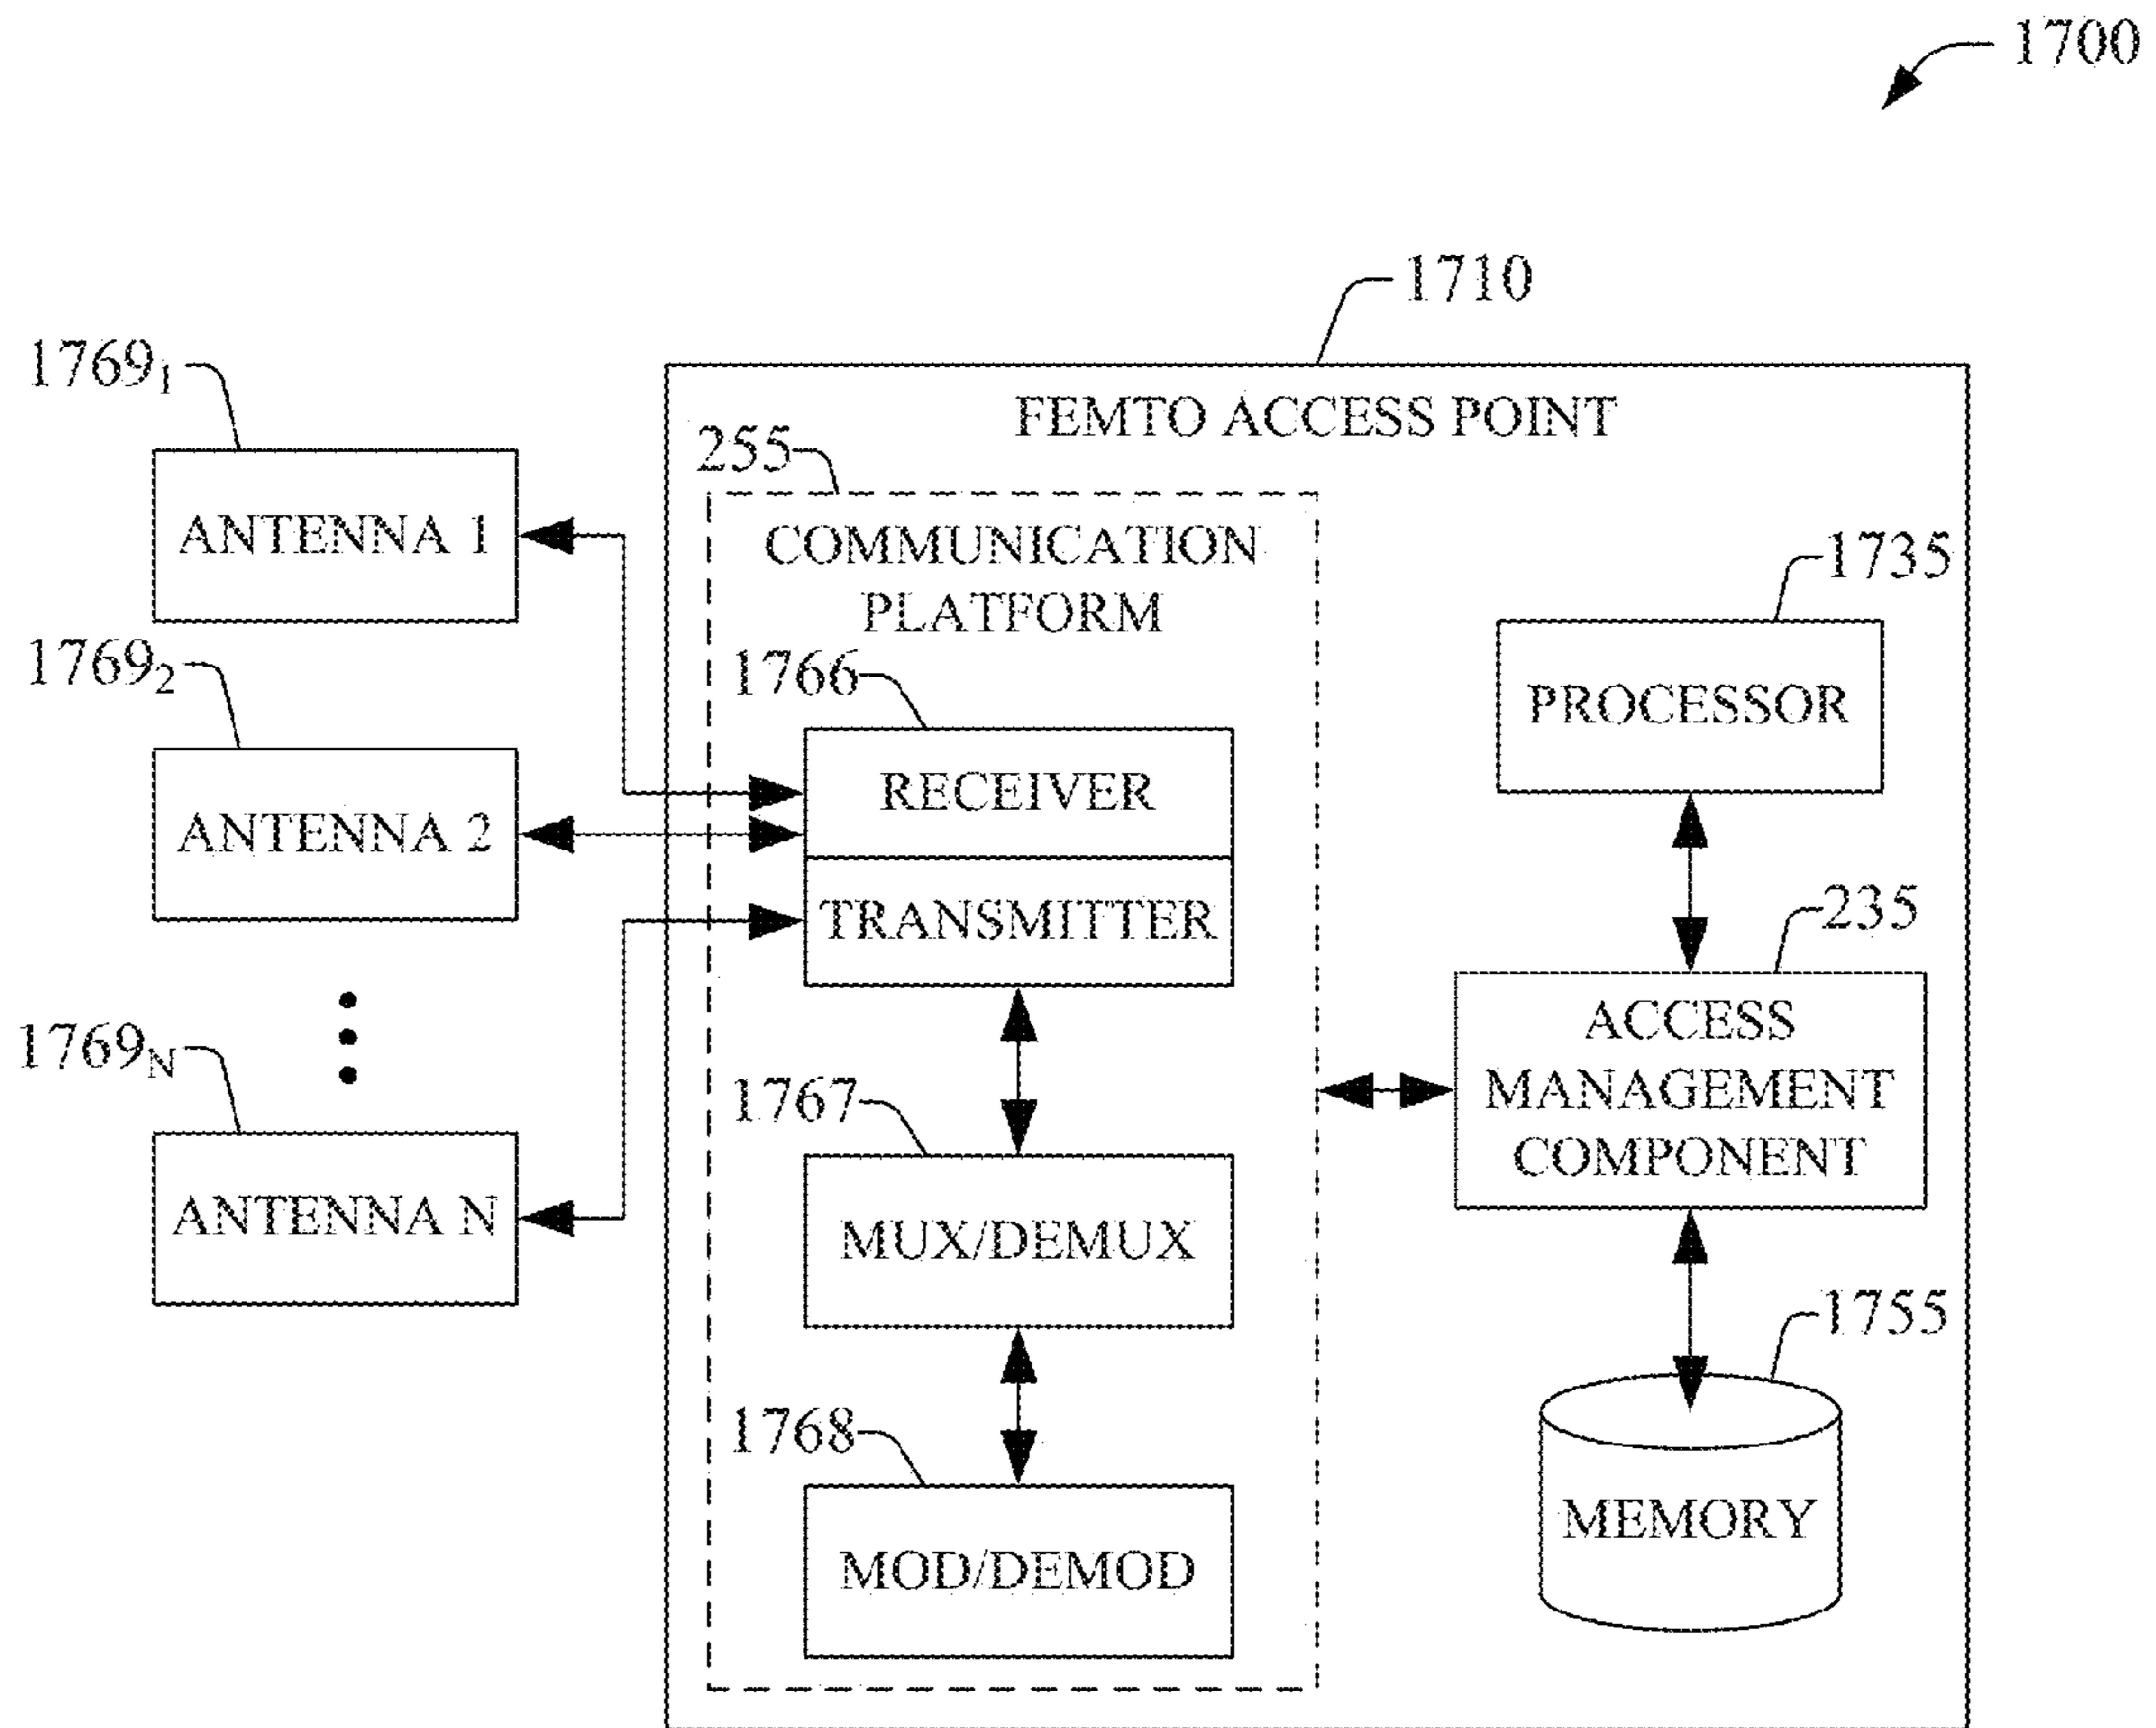 1700
1710
FEMTO ACCESS POINT
1769₁
ANTENNA 1
1769₂
ANTENNA 2
1769N
ANTENNA N
255
COMMUNICATION
PLATFORM
1766
RECEIVER
TRANSMITTER
1767
MUX/DEMUX
1768
MOD/DEMOD
1735
PROCESSOR
235
ACCESS
MANAGEMENT
COMPONENT
1755
MEMORY